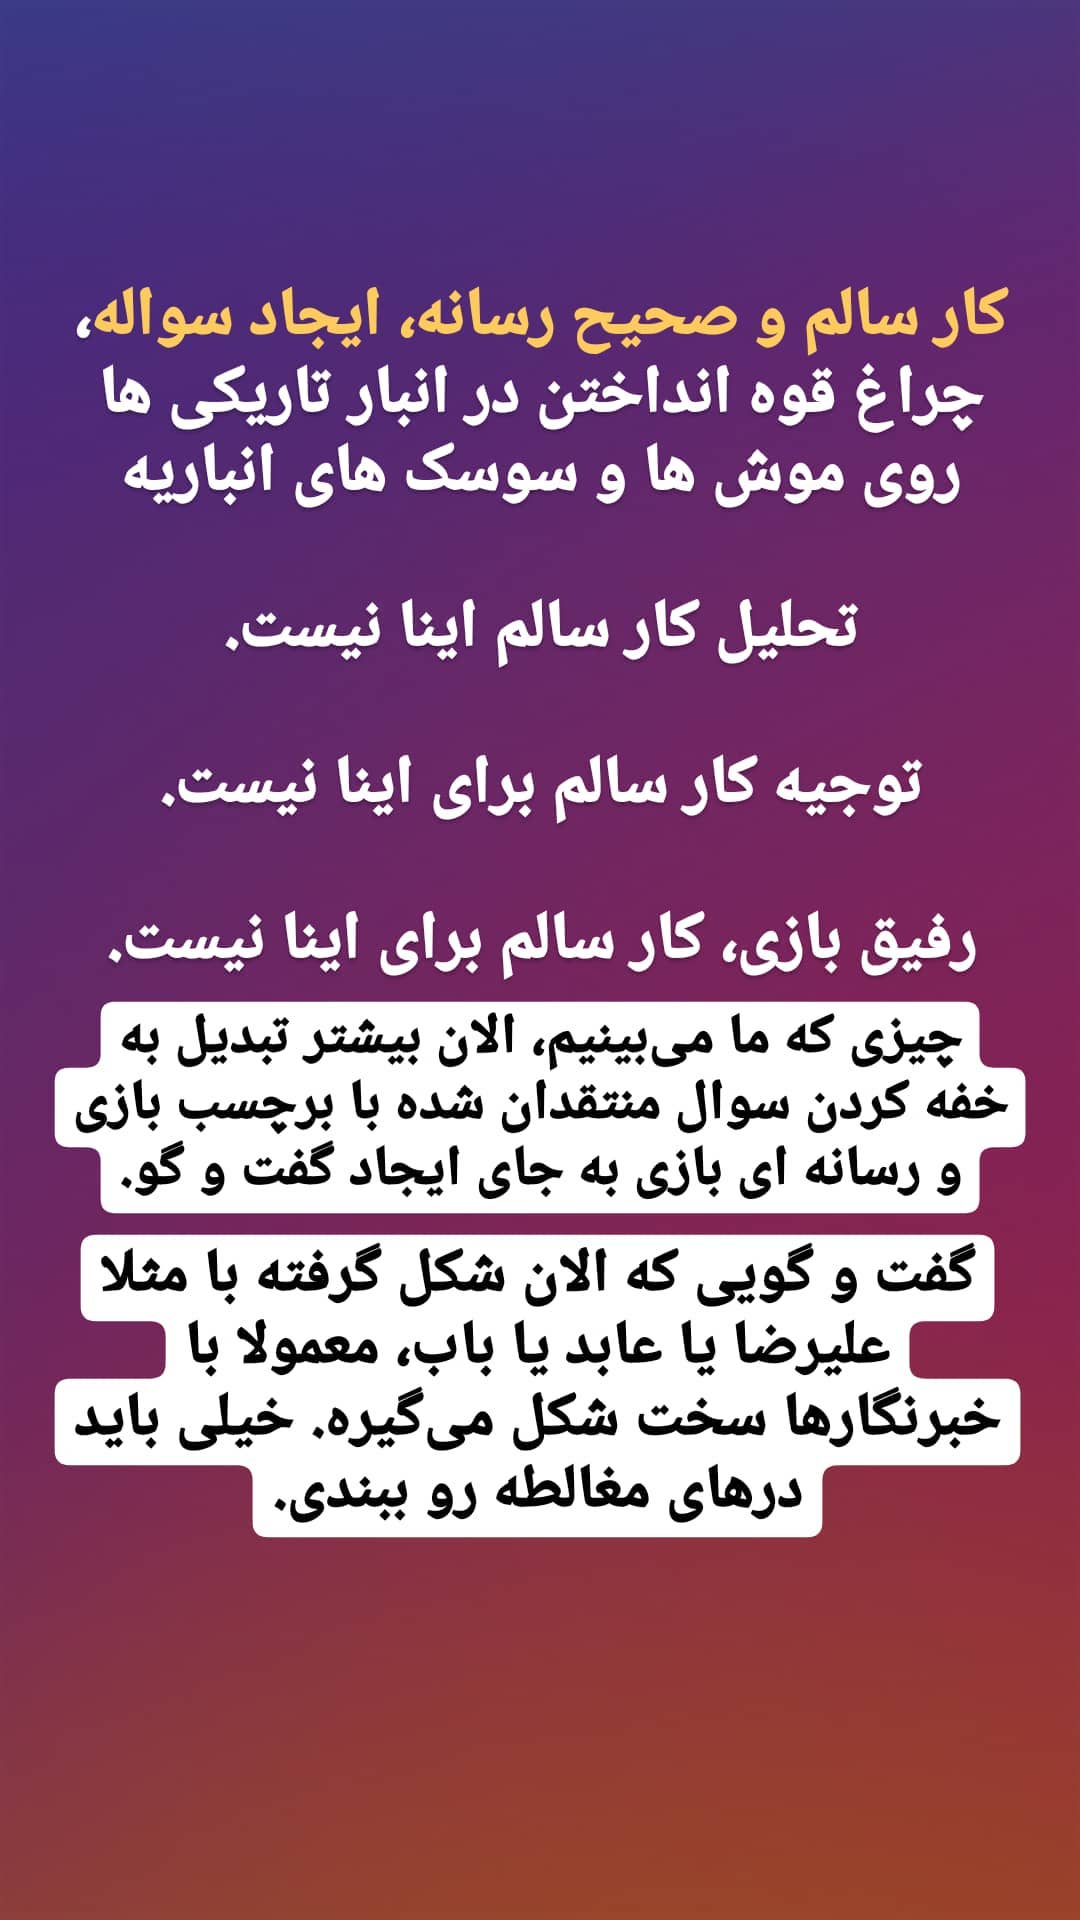 کار سالم و صحیح رسانه، ایجاد سواله،
چراغ قوه انداختن در انبار تاریکی ها
روی موش ها و سوسک های انباریه
تحلیل کار سالم اینا نیست.
توجیه کار سالم برای اینا نیست.
رفیق بازی، کار سالم برای اینا نیست.
چیزی که ما می‌بینیم، الان بیشتر تبدیل به
خفه کردن سوال منتقدان شده با برچسب بازی
و رسانه ای بازی به جای ایجاد گفت و گو.
گفت و گویی که الان شکل گرفته با مثلا
علیرضا یا عابد یا باب، معمولا با
خبرنگارها سخت شکل می‌گیره. خیلی باید
درهای مغالطه رو ببندی.